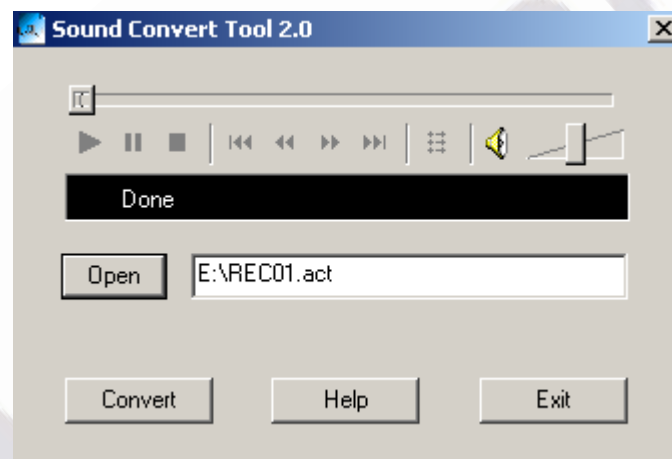 Sound Convert Tool 2.0
Done
Open E:\REC01.act
Convert Help Exit